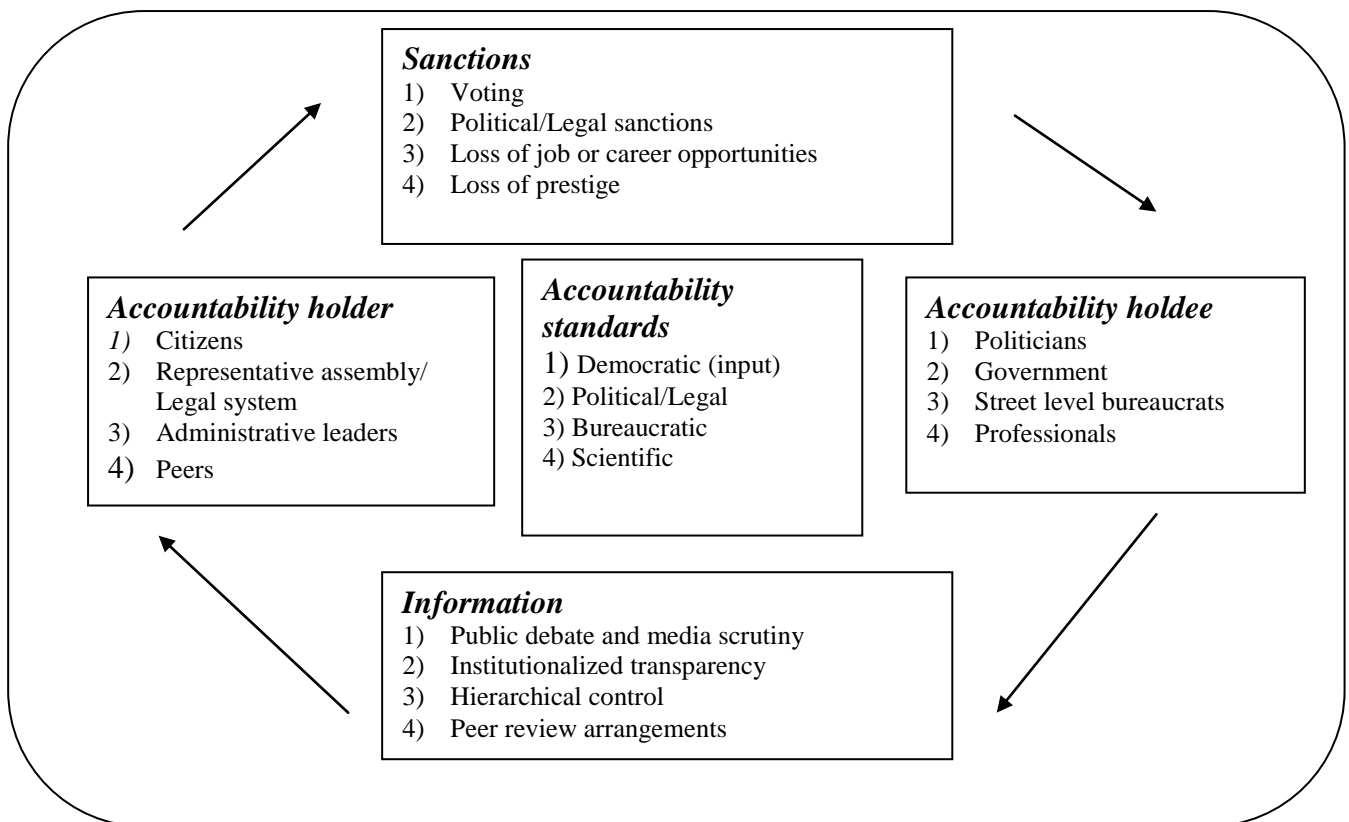 Sanctions
1) Voting
2) Political/Legal sanctions
3) Loss of job or career opportunities
4) Loss of prestige
Accountability holder
1) Citizens
2) Representative assembly/
Legal system
3) Administrative leaders
4) Peers
Accountability
standards
1) Democratic (input)
2) Political/Legal
3) Bureaucratic
4) Scientific
Accountability holdee
1) Politicians
2) Government
3) Street level bureaucrats
4) Professionals
Information
1) Public debate and media scrutiny
2) Institutionalized transparency
3) Hierarchical control
4) Peer review arrangements